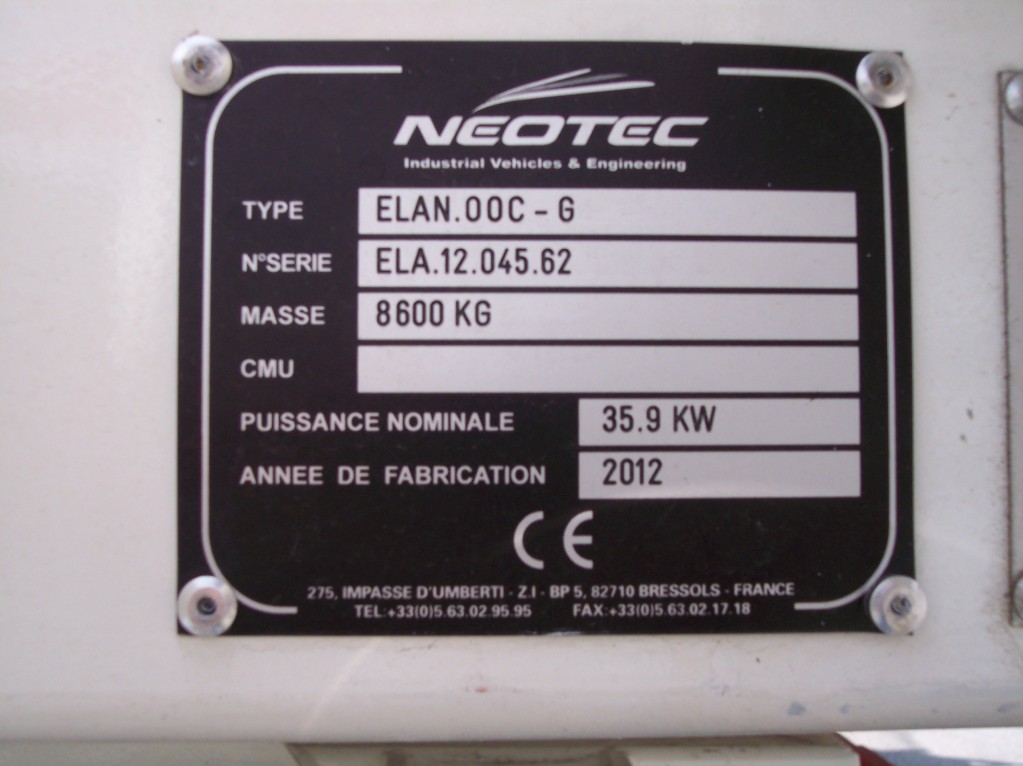 NEOTEC
Industrial Vehicles & Engineering
TYPE ELAN.00C - G
N°SERIE ELA.12.045.62
MASSE 8600 KG
CMU
PUISSANCE NOMINALE 35.9 KW
ANNEE DE FABRICATION 2012
CE
275, IMPASSE D'UMBERTI - Z.I - BP 5, 82710 BRESSOLS - FRANCE
TEL:+33(0)5.63.02.95.95 FAX:+33(0)5.63.02.17.18